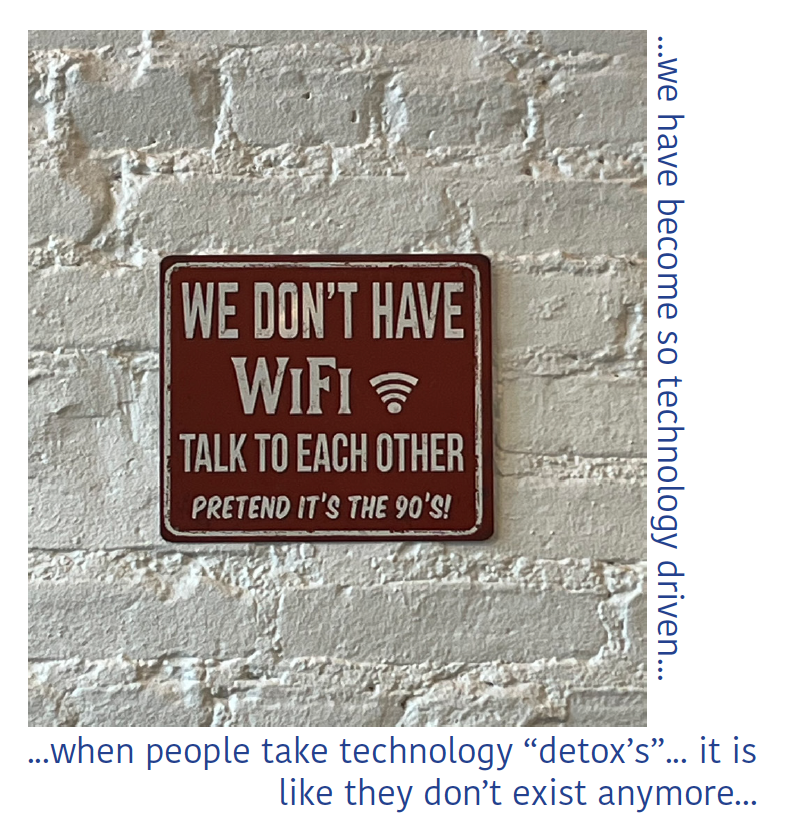 WE DON'T HAVE
WIFI
TALK TO EACH OTHER
PRETEND IT'S THE 90'S!
...we have become so technology driven...
...when people take technology “detox’s”... it is
like they don’t exist anymore...